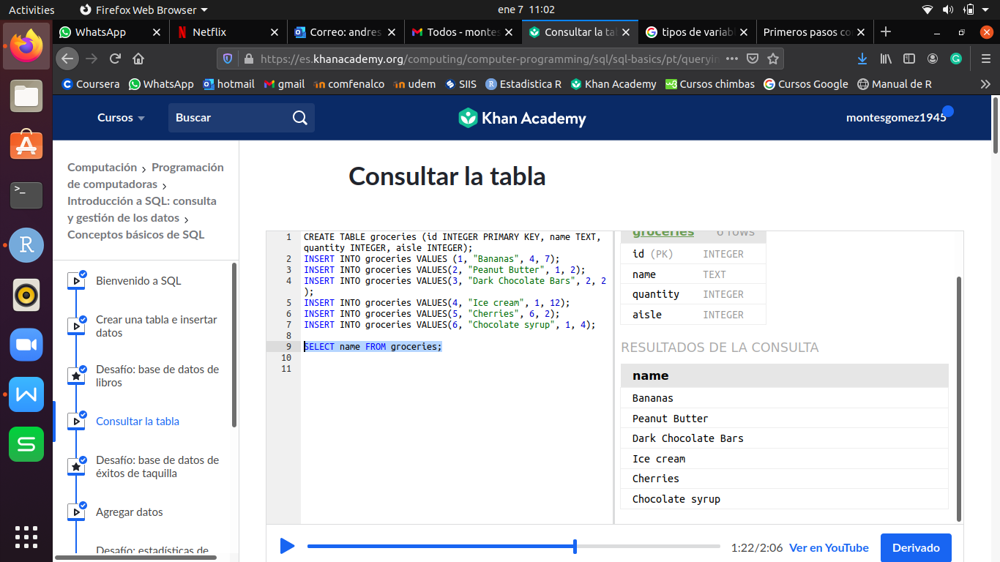 Activities
Firefox Web Browser
ene 7 11:02
WhatsApp
Netflix
Correo: andres
Todos - montes
Consultar la tal
tipos de variab
Primeros pasos co
https://es.khanacademy.org/computing/computer-programming/sql/sql-basics/pt/queryin
Coursera
WhatsApp
hotmail
gmail
comfenalco
udem
SIIS
Estadistica R
Khan Academy
Cursos chimbas
Cursos Google
Manual de R
Cursos
Buscar
Khan Academy
montesgomez1945
Computación > Programación
de computadoras >
Introducción a SQL: consulta
y gestión de los datos >
Conceptos básicos de SQL
Bienvenido a SQL
Crear una tabla e insertar
datos
Desafío: base de datos de
libros
Consultar la tabla
Desafío: base de datos de
éxitos de taquilla
Agregar datos
Desafío: estadísticas de
Consultar la tabla
1 CREATE TABLE groceries (id INTEGER PRIMARY KEY, name TEXT,
quantity INTEGER, aisle INTEGER);
2 INSERT INTO groceries VALUES (1, "Bananas", 4, 7);
3 INSERT INTO groceries VALUES(2, "Peanut Butter", 1, 2);
4 INSERT INTO groceries VALUES(3, "Dark Chocolate Bars", 2, 2
);
5 INSERT INTO groceries VALUES(4, "Ice cream", 1, 12);
6 INSERT INTO groceries VALUES(5, "Cherries", 6, 2);
7 INSERT INTO groceries VALUES(6, "Chocolate syrup", 1, 4);
8
9 SELECT name FROM groceries;
10
11
groceries 6 rows
id (PK) INTEGER
name TEXT
quantity INTEGER
aisle INTEGER
RESULTADOS DE LA CONSULTA
name
Bananas
Peanut Butter
Dark Chocolate Bars
Ice cream
Cherries
Chocolate syrup
1:22/2:06
Ver en YouTube
Derivado